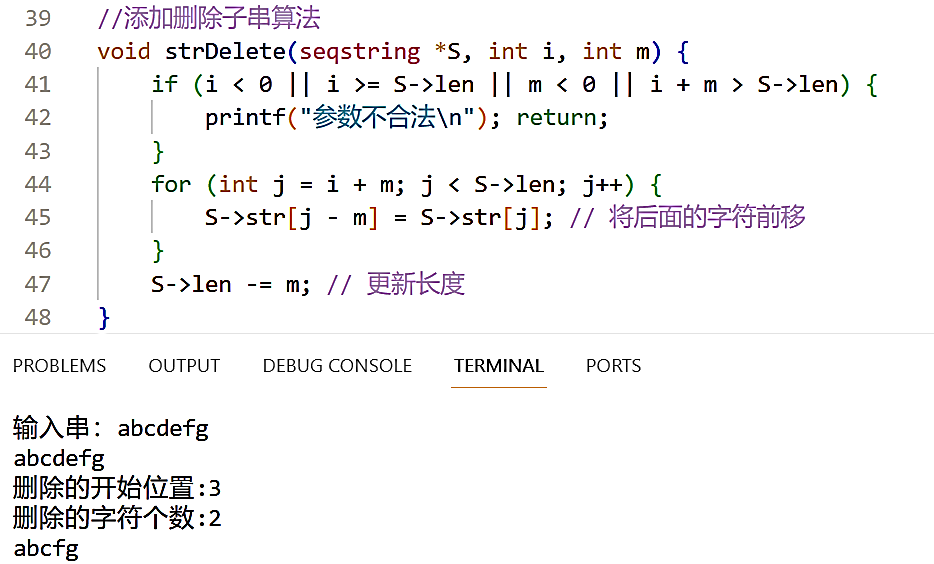 39 //添加删除子串算法
40 void strDelete(seqstring *S, int i, int m) {
41 if (i < 0 || i >= S->len || m < 0 || i + m > S->len) {
42 printf("参数不合法\n"); return;
43 }
44 for (int j = i + m; j < S->len; j++) {
45 S->str[j - m] = S->str[j]; // 将后面的字符前移
46 }
47 S->len -= m; // 更新长度
48 }
PROBLEMS OUTPUT DEBUG CONSOLE TERMINAL PORTS
输入串：abcdefg
abcdefg
删除的开始位置:3
删除的字符个数:2
abcfg